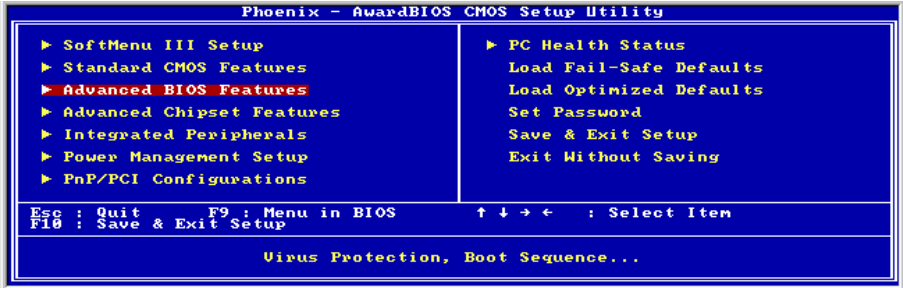 Phoenix - AwardBIOS CMOS Setup Utility
► SoftMenu III Setup
► Standard CMOS Features
► Advanced BIOS Features
► Advanced Chipset Features
► Integrated Peripherals
► Power Management Setup
► PnP/PCI Configurations
► PC Health Status
Load Fail-Safe Defaults
Load Optimized Defaults
Set Password
Save & Exit Setup
Exit Without Saving
Esc : Quit F9 : Menu in BIOS ↑ ↓ → ← : Select Item
F10 : Save & Exit Setup
Virus Protection, Boot Sequence...